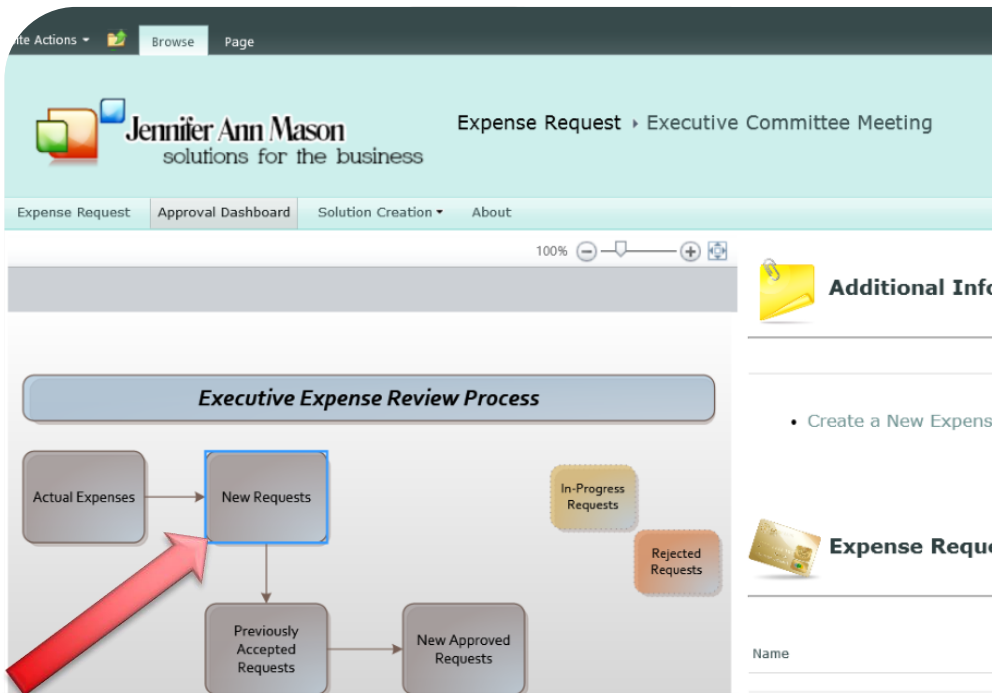 ite Actions
Browse
Page
Jennifer Ann Mason
solutions for the business
Expense Request
Executive Committee Meeting
Expense Request
Approval Dashboard
Solution Creation
About
100%
Additional Info
Executive Expense Review Process
Create a New Expens
Actual Expenses
New Requests
In-Progress
Requests
Rejected
Requests
Expense Reque
Previously
Accepted
Requests
New Approved
Requests
Name